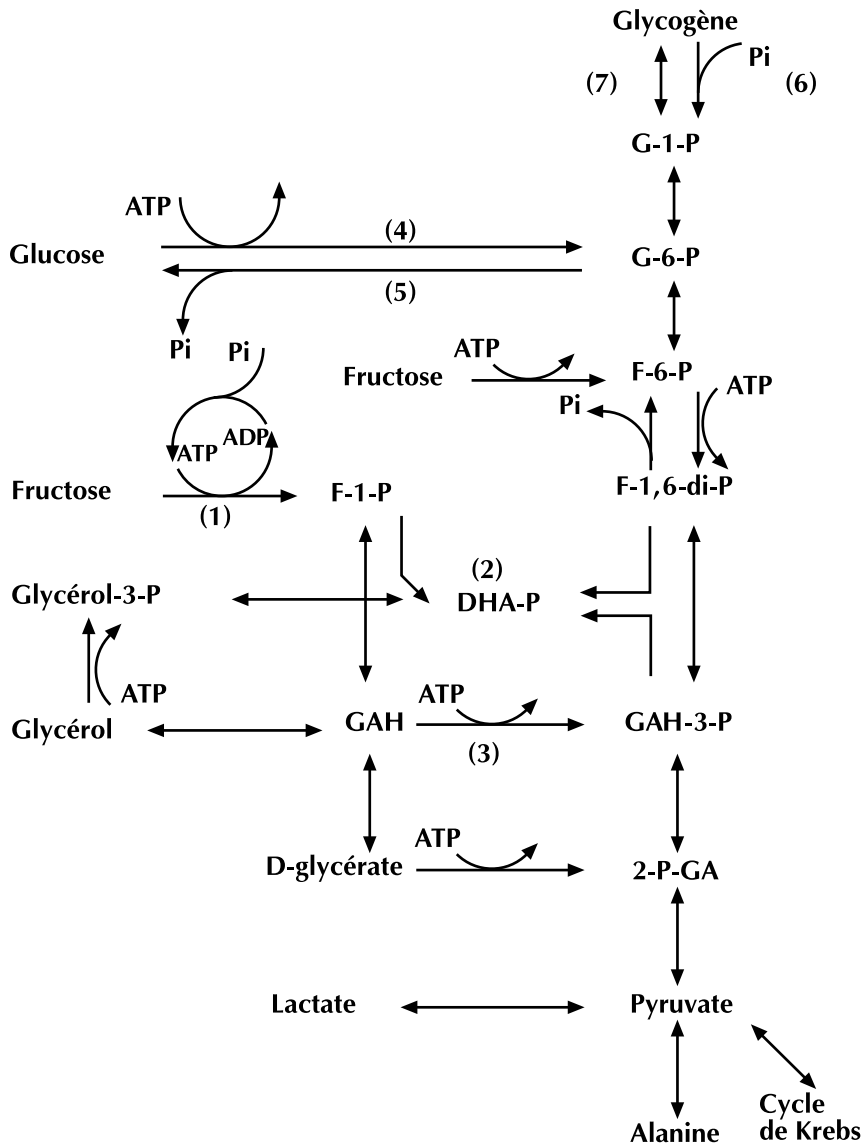 Glycogène
(7)
Pi
(6)
G-1-P
ATP
(4)
Glucose
G-6-P
(5)
Pi
Pi
ATP
Fructose
F-6-P
ATP
Pi
ATP
ADP
Fructose
F-1-P
F-1,6-di-P
(1)
(2)
Glycérol-3-P
DHA-P
ATP
ATP
Glycérol
GAH
GAH-3-P
(3)
ATP
D-glycérate
2-P-GA
Lactate
Pyruvate
Cycle
de Krebs
Alanine